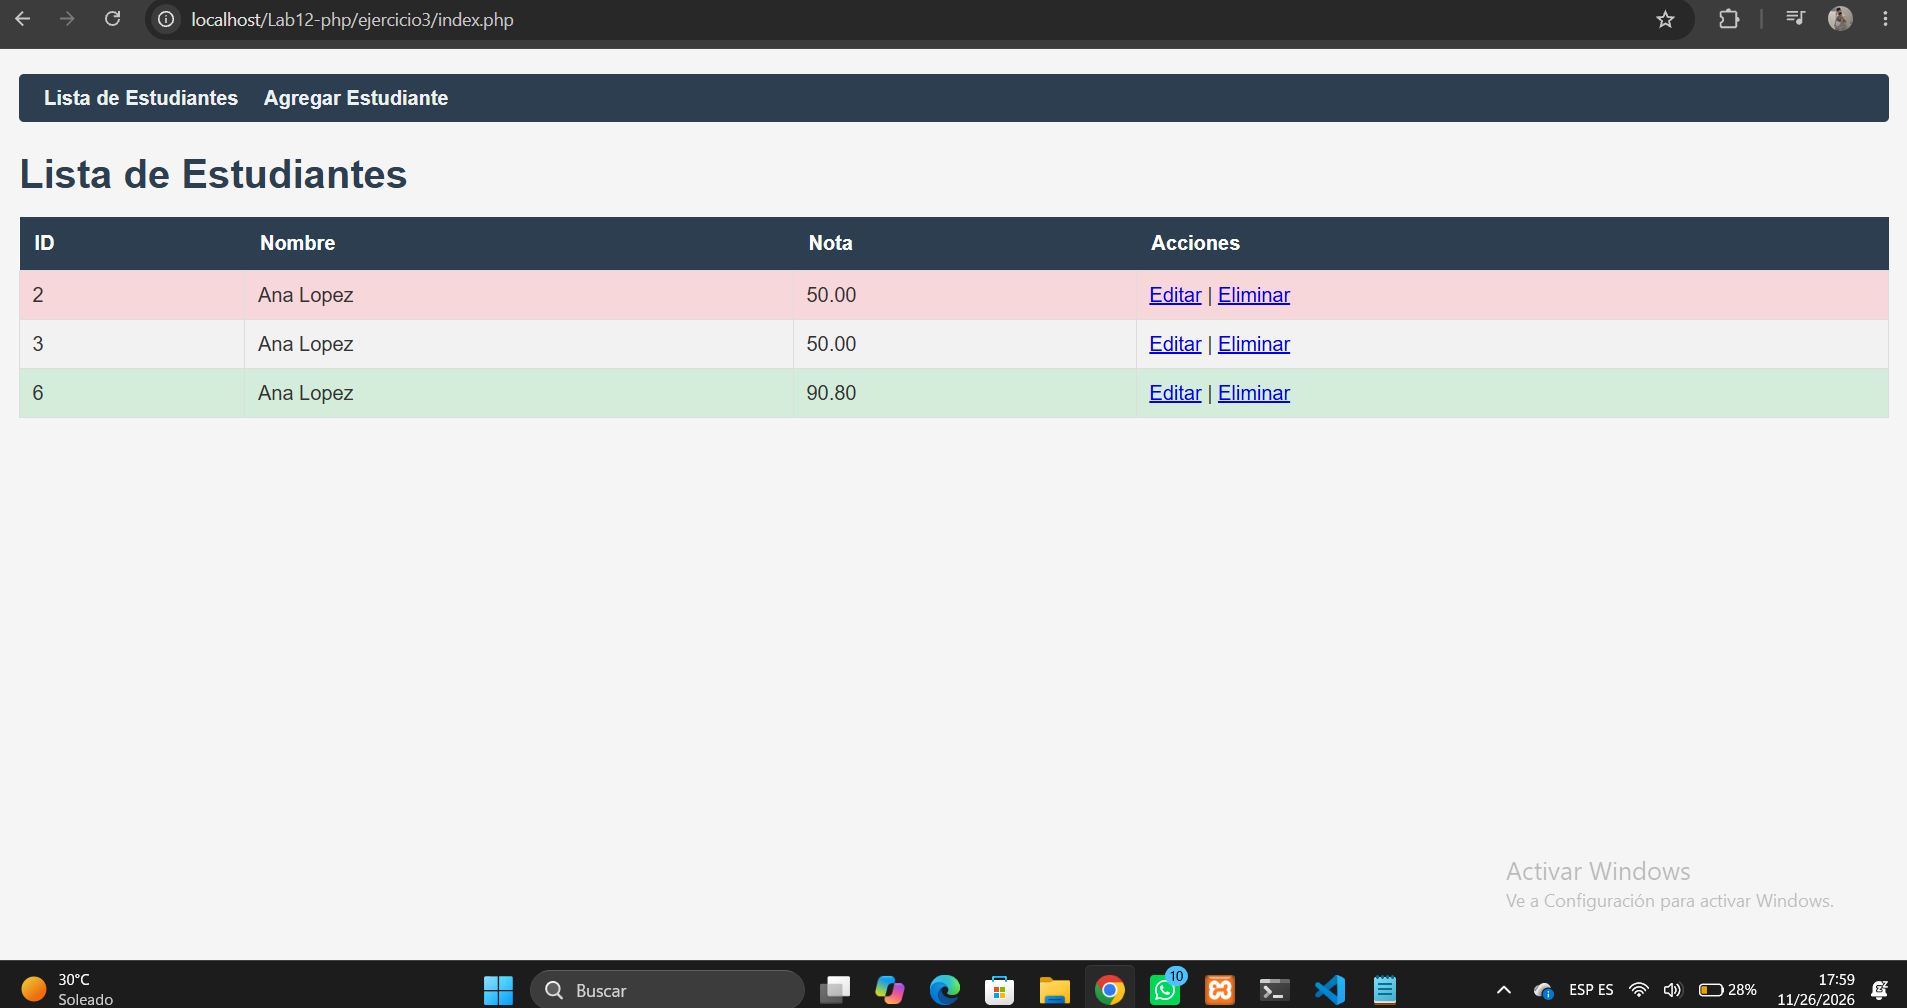 localhost/Lab12-php/ejercicio3/index.php
Lista de Estudiantes Agregar Estudiante
Lista de Estudiantes
ID Nombre Nota Acciones
2 Ana Lopez 50.00 Editar | Eliminar
3 Ana Lopez 50.00 Editar | Eliminar
6 Ana Lopez 90.80 Editar | Eliminar
Activar Windows
Ve a Configuración para activar Windows.
30°C
Soleado
Buscar
10
ESP ES
28%
17:59
11/26/2026